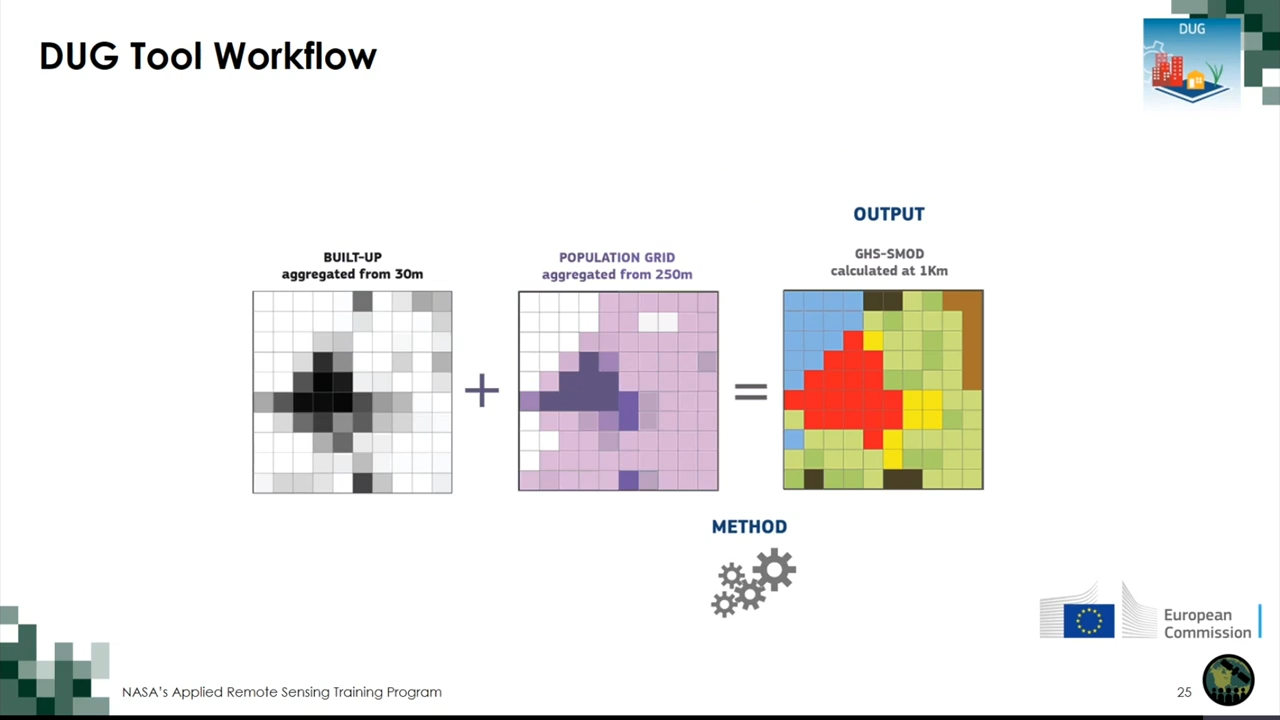 DUG Tool Workflow
DUG
OUTPUT
BUILT-UP
aggregated from 30m
POPULATION GRID
aggregated from 250m
GHS-SMOD
calculated at 1Km
+
=
METHOD
European
Commission
NASA's Applied Remote Sensing Training Program
25